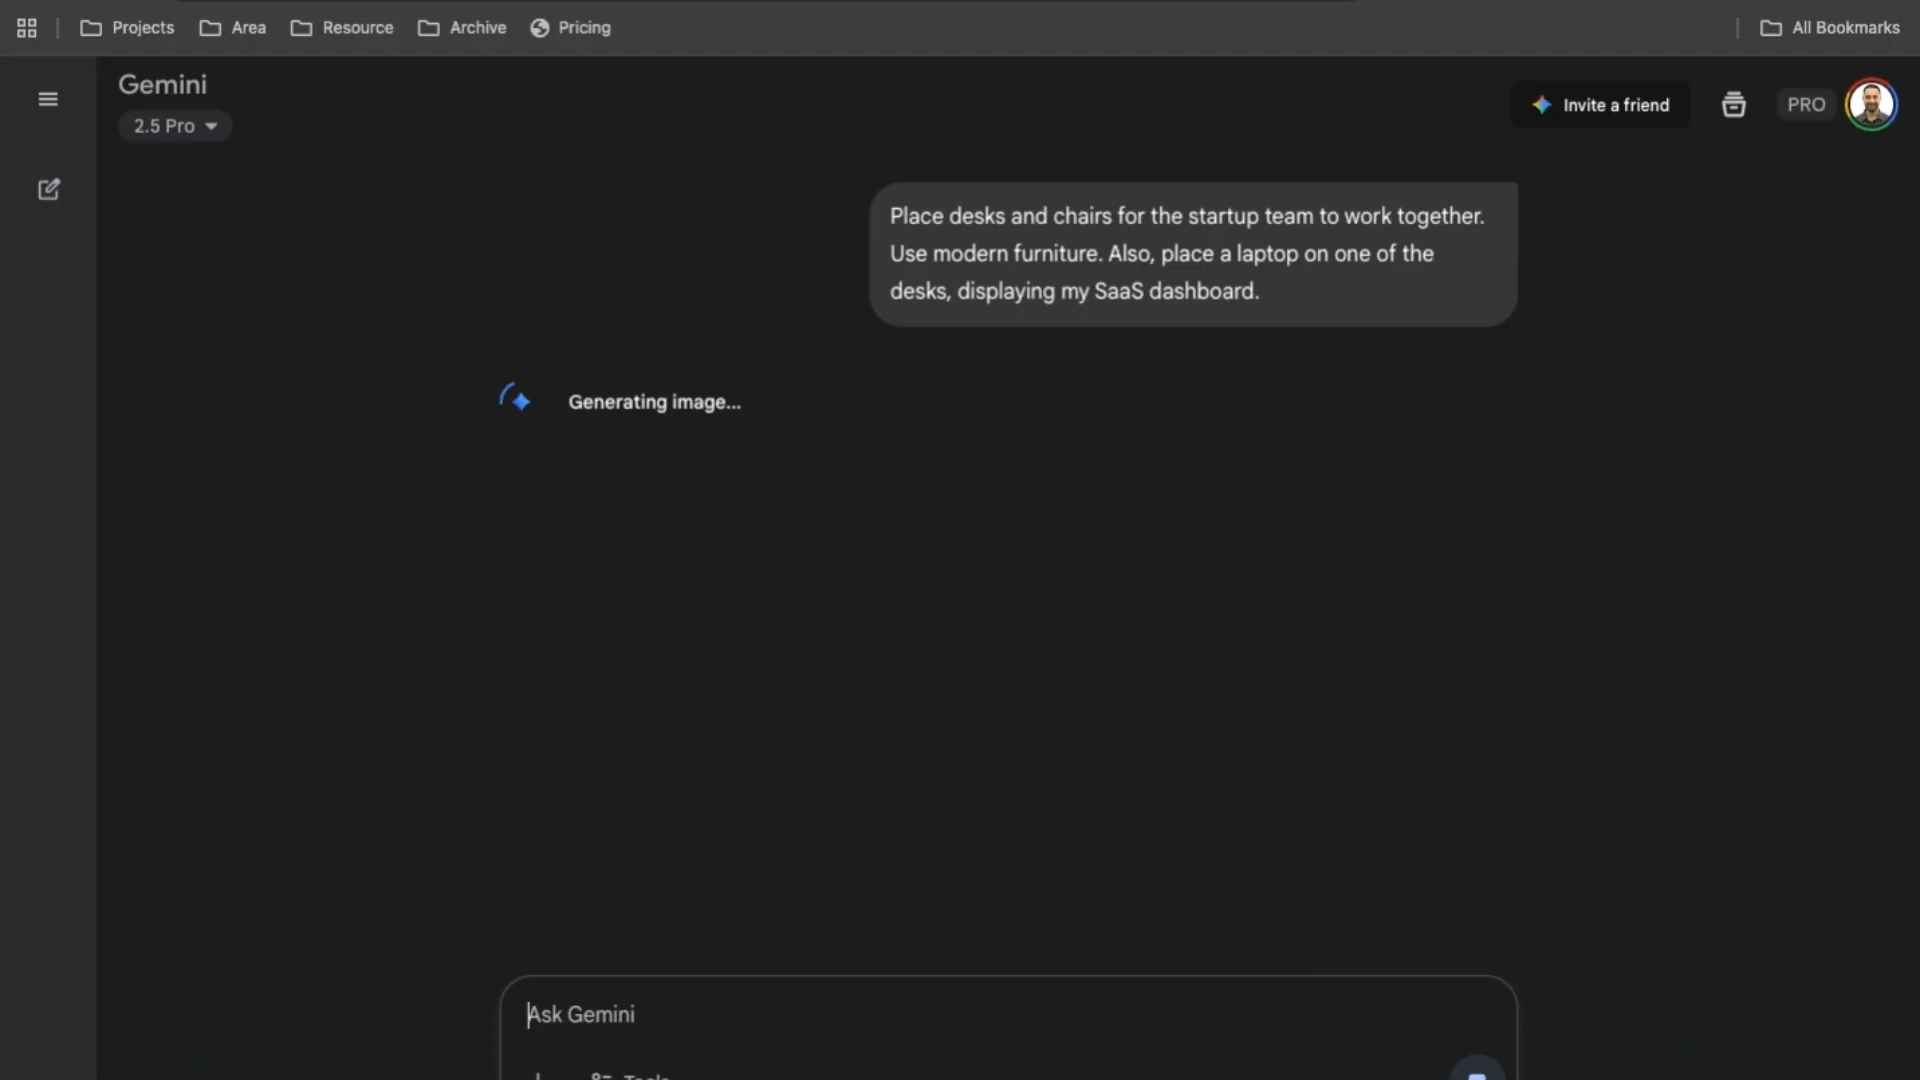 Projects
Area
Resource
Archive
Pricing
All Bookmarks
Gemini
2.5 Pro
Invite a friend
PRO
Place desks and chairs for the startup team to work together.
Use modern furniture. Also, place a laptop on one of the
desks, displaying my SaaS dashboard.
Generating image...
Ask Gemini
Tools